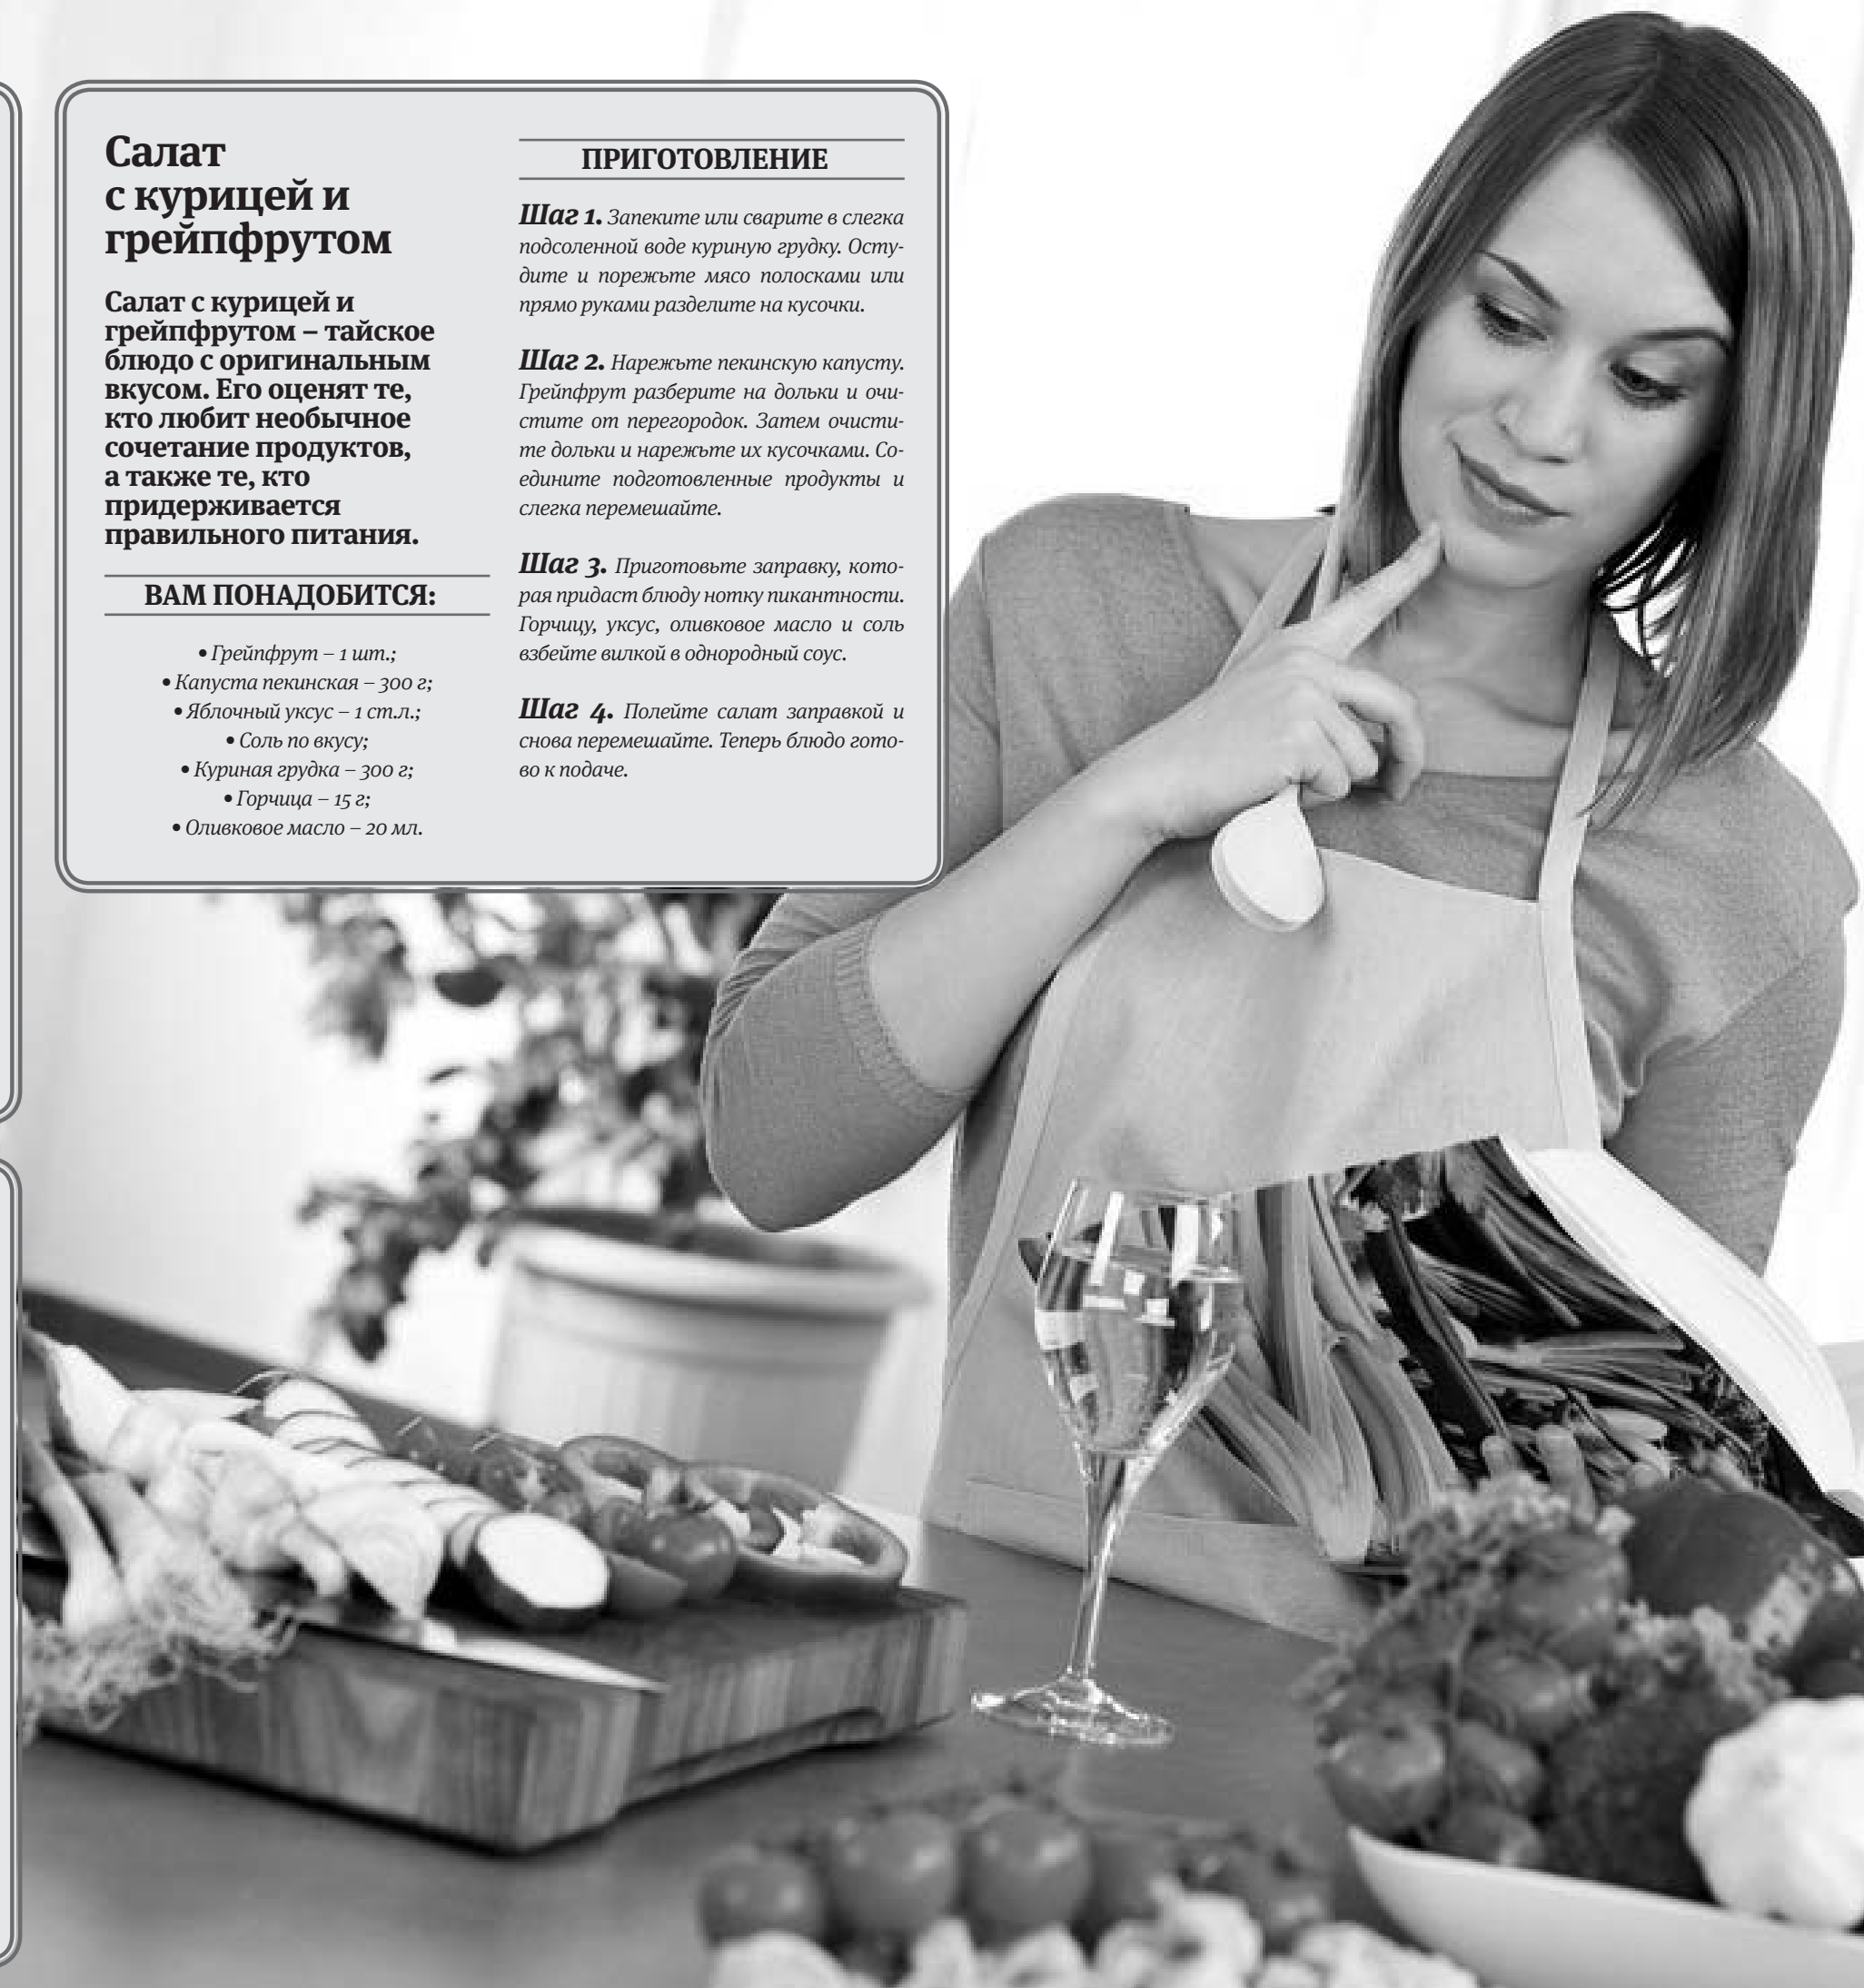 Салат
с курицей и
грейпфрутом
Салат с курицей и
грейпфрутом – тайское
блюдо с оригинальным
вкусом. Его оценят те,
кто любит необычное
сочетание продуктов,
а также те, кто
придерживается
правильного питания.
ВАМ ПОНАДОБИТСЯ:
• Грейпфрут – 1 шт.;
• Капуста пекинская – 300 г;
• Яблочный уксус – 1 ст.л.;
• Соль по вкусу;
• Куриная грудка – 300 г;
• Горчица – 15 г;
• Оливковое масло – 20 мл.
ПРИГОТОВЛЕНИЕ
Шаг 1. Запеките или сварите в слегка
подсоленной воде куриную грудку. Осту-
дите и порежьте мясо полосками или
прямо руками разделите на кусочки.
Шаг 2. Нарежьте пекинскую капусту.
Грейпфрут разберите на дольки и очи-
стите от перегородок. Затем очисти-
те дольки и нарежьте их кусочками. Со-
едините подготовленные продукты и
слегка перемешайте.
Шаг 3. Приготовьте заправку, кото-
рая придаст блюду нотку пикантности.
Горчицу, уксус, оливковое масло и соль
взбейте вилкой в однородный соус.
Шаг 4. Полейте салат заправкой и
снова перемешайте. Теперь блюдо гото-
во к подаче.